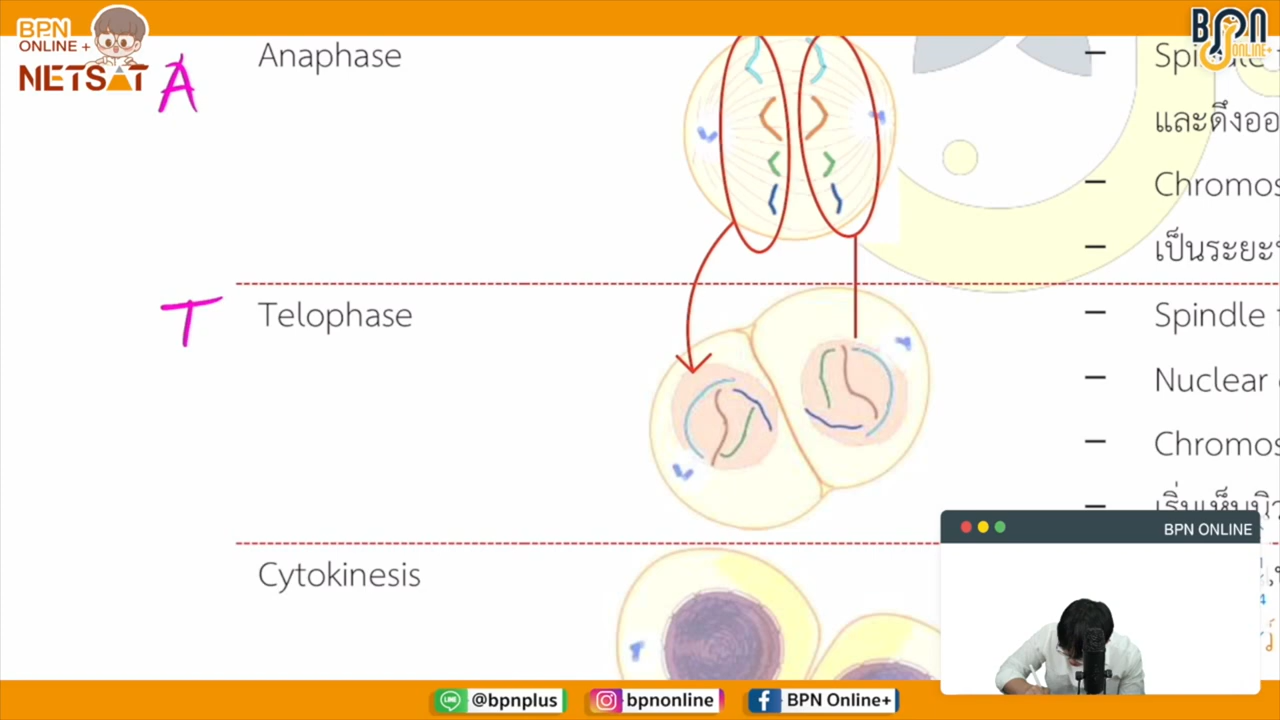 BPN
ONLINE +
NETSAT
BPN
ONLINE+
A
Anaphase
และดึงออ
Chromos
เป็นระยะ
T
Telophase
Spindle
Nuclear
Chromos
Cytokinesis
BPN ONLINE
@bpnplus
bpnonline
BPN Online+